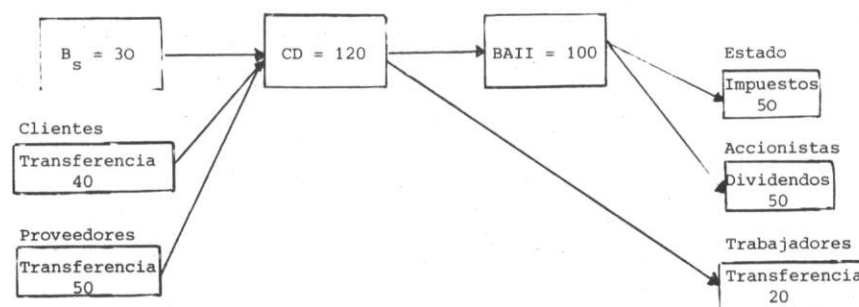 B_s = 30
CD = 120
BAII = 100
Estado
Impuestos
50
Clientes
Transferencia
40
Accionistas
Dividendos
50
Proveedores
Transferencia
50
Trabajadores
Transferencia
20